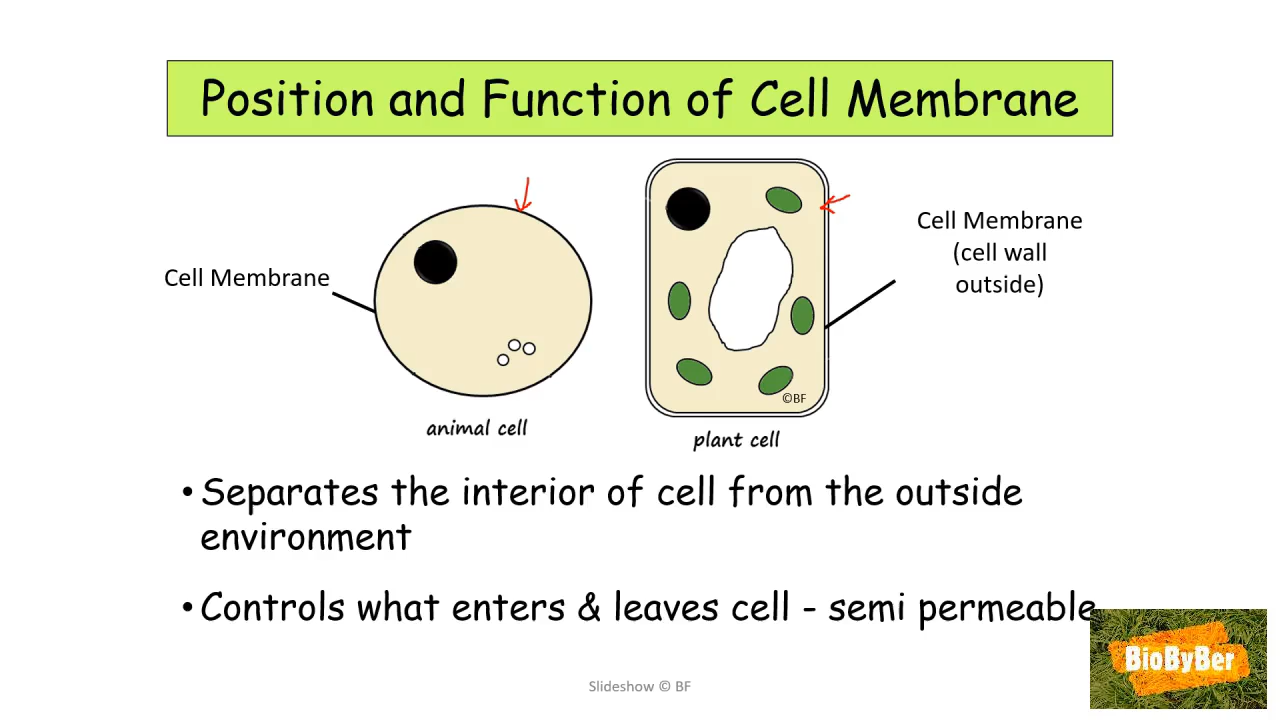 Position and Function of Cell Membrane
Cell Membrane
Cell Membrane
(cell wall
outside)
©BF
animal cell
plant cell
• Separates the interior of cell from the outside
environment
• Controls what enters & leaves cell - semi permeable
BioByBer
Slideshow © BF